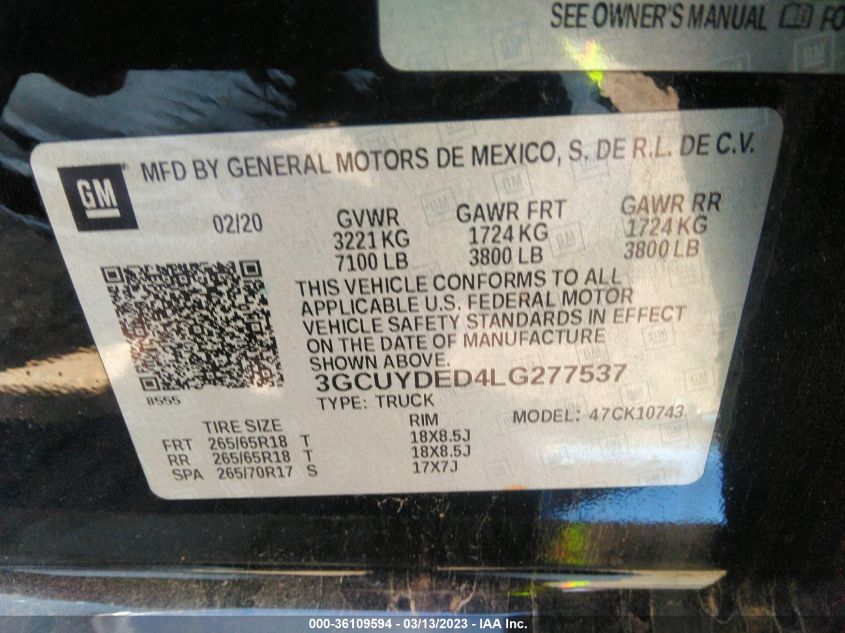 SEE OWNER'S MANUAL FO
GM
MFD BY GENERAL MOTORS DE MEXICO, S. DE R.L. DE C.V.
02/20 GVWR GAWR FRT GAWR RR
3221 KG 1724 KG 1724 KG
7100 LB 3800 LB 3800 LB
THIS VEHICLE CONFORMS TO ALL
APPLICABLE U.S. FEDERAL MOTOR
VEHICLE SAFETY STANDARDS IN EFFECT
ON THE DATE OF MANUFACTURE
SHOWN ABOVE.
8555 3GCUYDED4LG277537
TYPE: TRUCK MODEL: 47CK10743
TIRE SIZE RIM
FRT 265/65R18 T 18X8.5J
RR 265/65R18 T 18X8.5J
SPA 265/70R17 S 17X7J
000-36109594 - 03/13/2023 - IAA Inc.